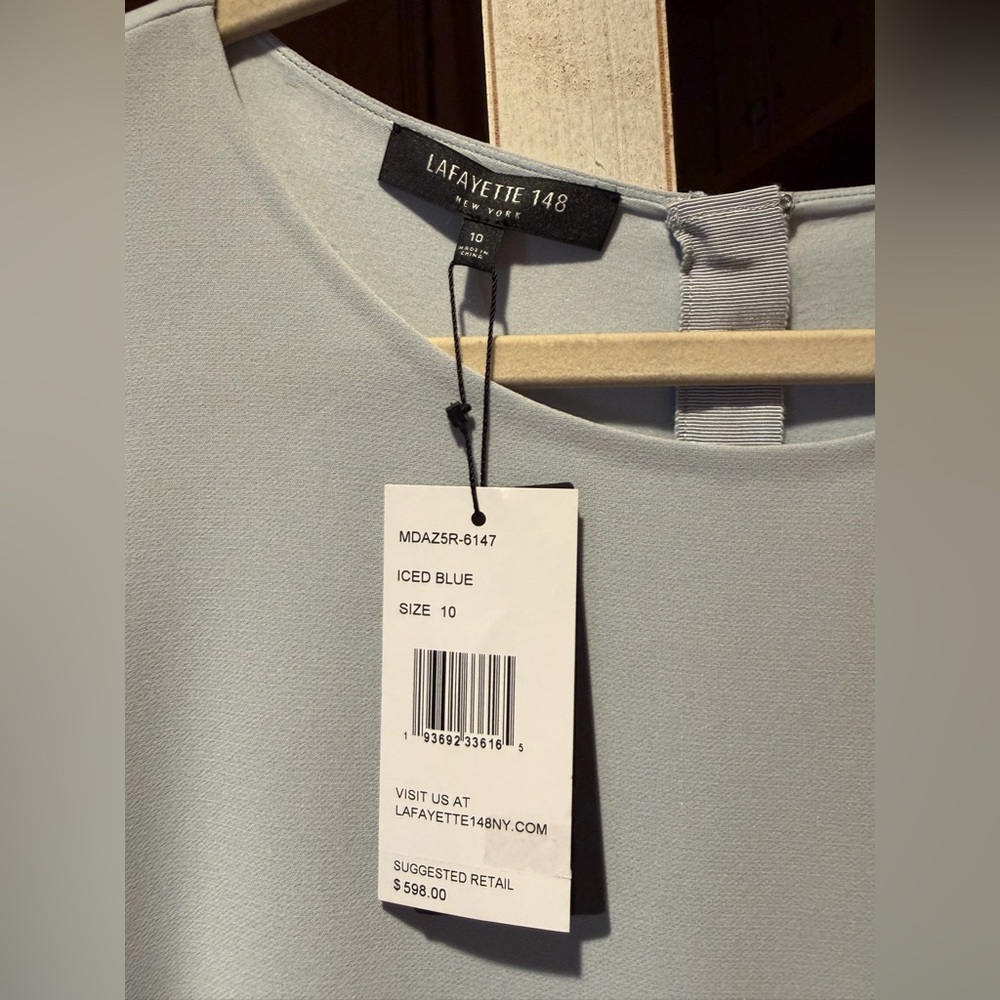 LAFAYETTE 148
NEW YORK
10
MADE IN
CHINA
MDAZ5R-6147
ICED BLUE
SIZE 10
1 93692 33616 5
VISIT US AT
LAFAYETTE148NY.COM
SUGGESTED RETAIL
$598.00